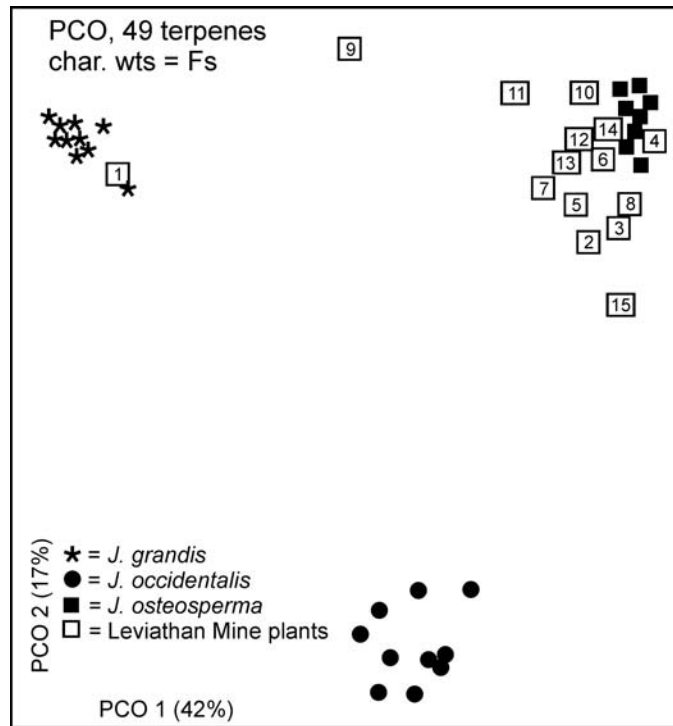 PCO, 49 terpenes
char. wts = Fs
9
11
10
14
12
4
13
6
1
7
5
8
3
2
15
= J. grandis
= J. occidentalis
= J. osteosperma
= Leviathan Mine plants
PCO 2 (17%)
PCO 1 (42%)